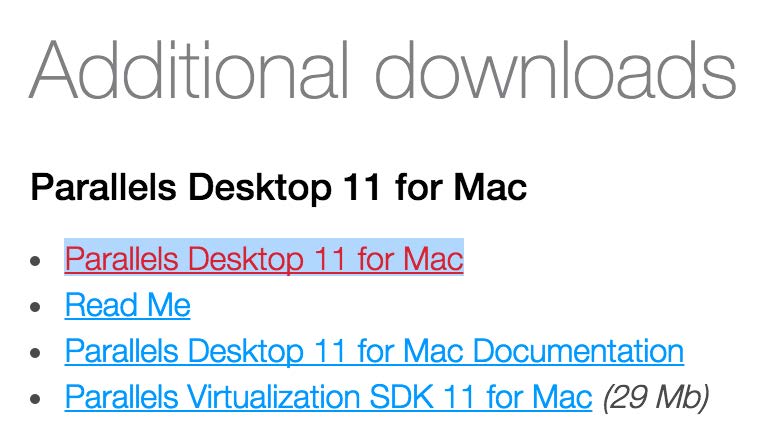 Additional downloads
Parallels Desktop 11 for Mac
Parallels Desktop 11 for Mac
Read Me
Parallels Desktop 11 for Mac Documentation
Parallels Virtualization SDK 11 for Mac (29 Mb)